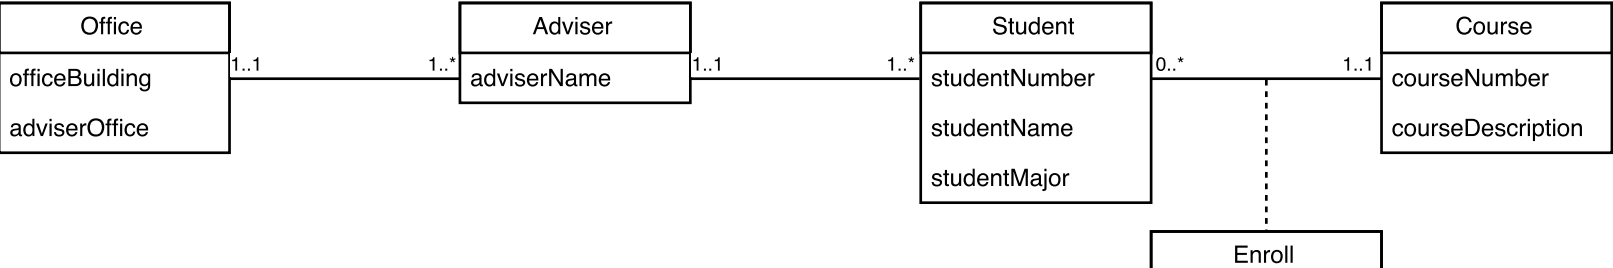 Office
officeBuilding
adviserOffice
1..1
1..*
Adviser
adviserName
1..1
1..*
Student
studentNumber
studentName
studentMajor
0..*
1..1
Course
courseNumber
courseDescription
Enroll